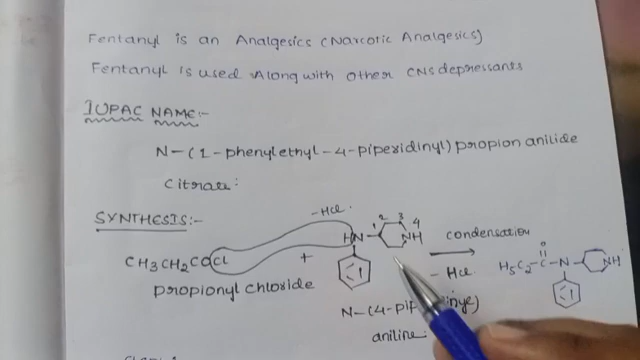 Fentanyl is an Analgesics (Narcotic Analgesics)
Fentanyl is used Along with other CNS depressants
IUPAC NAME:-
N-(1-phenylethyl-4-piperidinyl) propion anilide
citrate:
SYNTHESIS:-
-HCl.
1 2 3 4
HN NH
condensation
CH3CH2COCl +
- HCl.
O
H5C2-C-N NH
propionyl chloride
N-(4-pip
aniline: